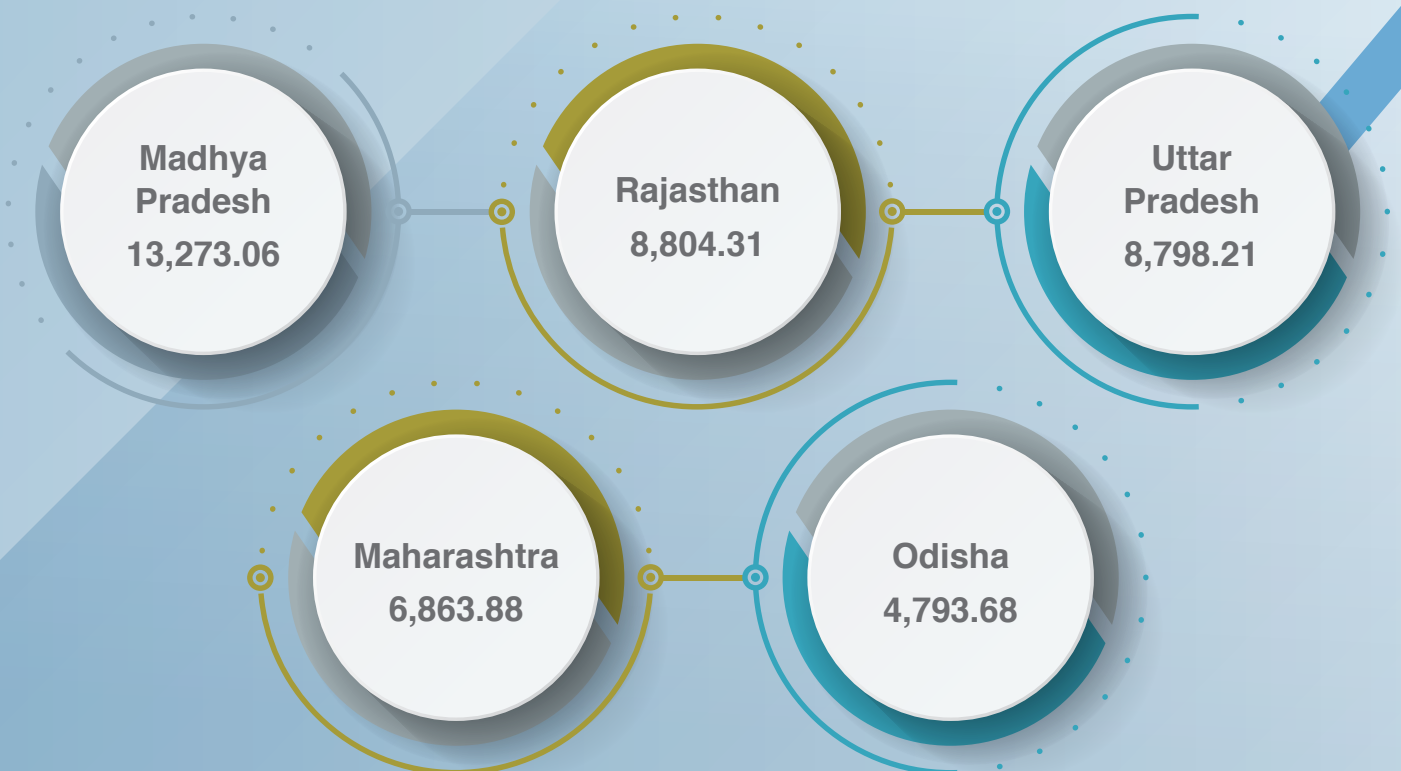 Madhya
Pradesh
13,273.06
Rajasthan
8,804.31
Uttar
Pradesh
8,798.21
Maharashtra
6,863.88
Odisha
4,793.68